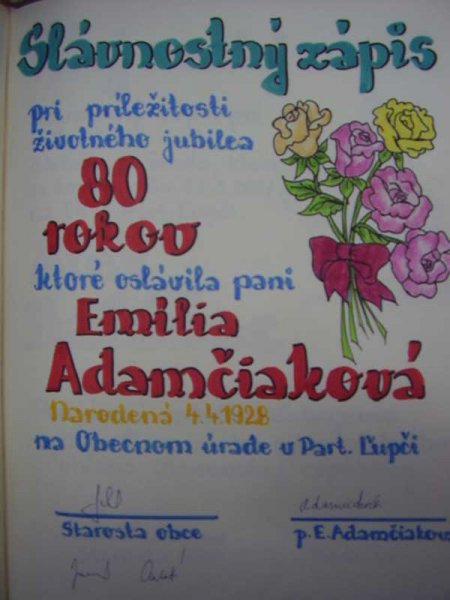 Slávnostný zápis
pri príležitosti
životného jubilea
80
rokov
ktoré oslávila pani
Emília
Adamčiaková
Narodená 4.4.1928
na Obecnom úrade v Part. Ľupči
Starosta obce
p. E. Adamčiakov